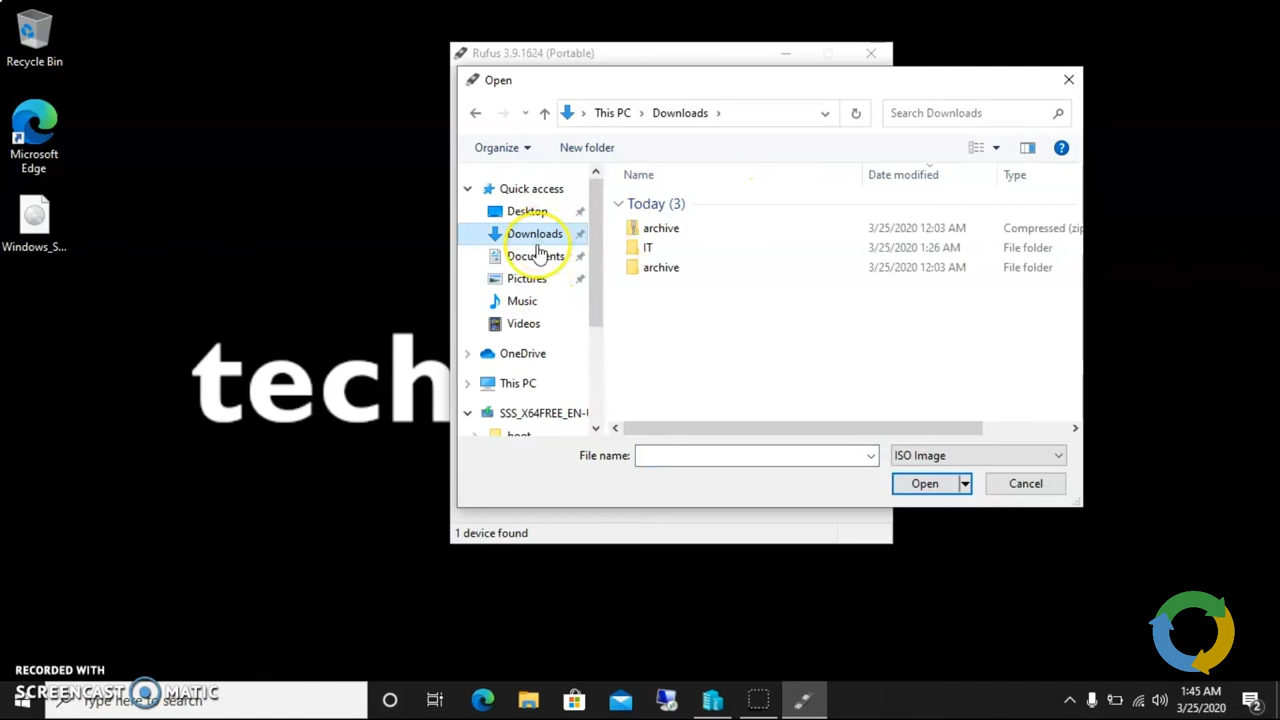 Recycle Bin
Microsoft
Edge
Windows_S...
tech
Rufus 3.9.1624 (Portable)
Open
This PC
Downloads
Search Downloads
Organize
New folder
Quick access
Desktop
Downloads
Documents
Pictures
Music
Videos
OneDrive
This PC
SSS_X64FREE_EN-U
boot
Name
Date modified
Type
Today (3)
archive 3/25/2020 12:03 AM Compressed (zip
IT 3/25/2020 1:26 AM File folder
archive 3/25/2020 12:03 AM File folder
File name:
ISO Image
Open
Cancel
1 device found
RECORDED WITH
SCREENCAST MATIC
Type here to search
1:45 AM
3/25/2020
2